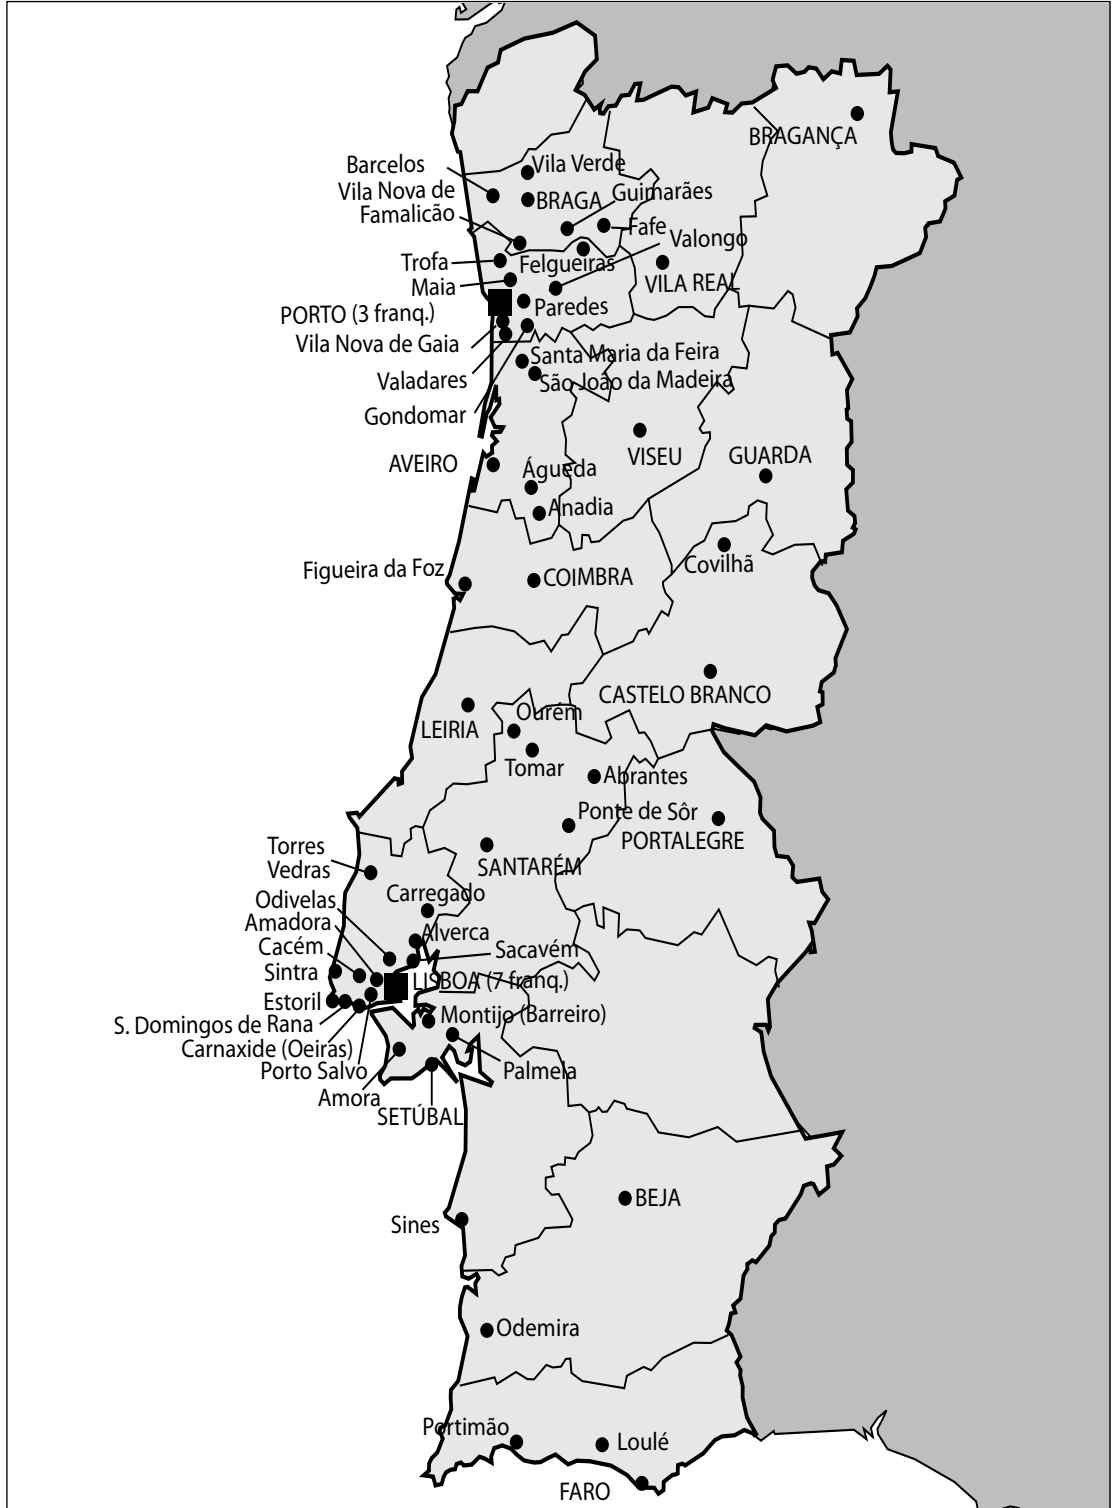 BRAGANÇA
Barcelos
Vila Verde
Vila Nova de
Famalicão
BRAGA
Guimarães
Fafe
Valongo
Trofa
Felgueiras
Maia
VILA REAL
PORTO (3 franq.)
Paredes
Vila Nova de Gaia
Santa Maria da Feira
Valadares
São João da Madeira
Gondomar
AVEIRO
VISEU
GUARDA
Águeda
Anadia
Figueira da Foz
COIMBRA
Covilhã
CASTELO BRANCO
LEIRIA
Ourém
Tomar
Abrantes
Ponte de Sôr
PORTALEGRE
Torres
Vedras
SANTARÉM
Carregado
Odivelas
Amadora
Alverca
Cacém
Sacavém
Sintra
LISBOA (7 franq.)
Estoril
Montijo (Barreiro)
S. Domingos de Rana
Carnaxide (Oeiras)
Porto Salvo
Palmela
Amora
SETÚBAL
BEJA
Sines
Odemira
Portimão
Loulé
FARO